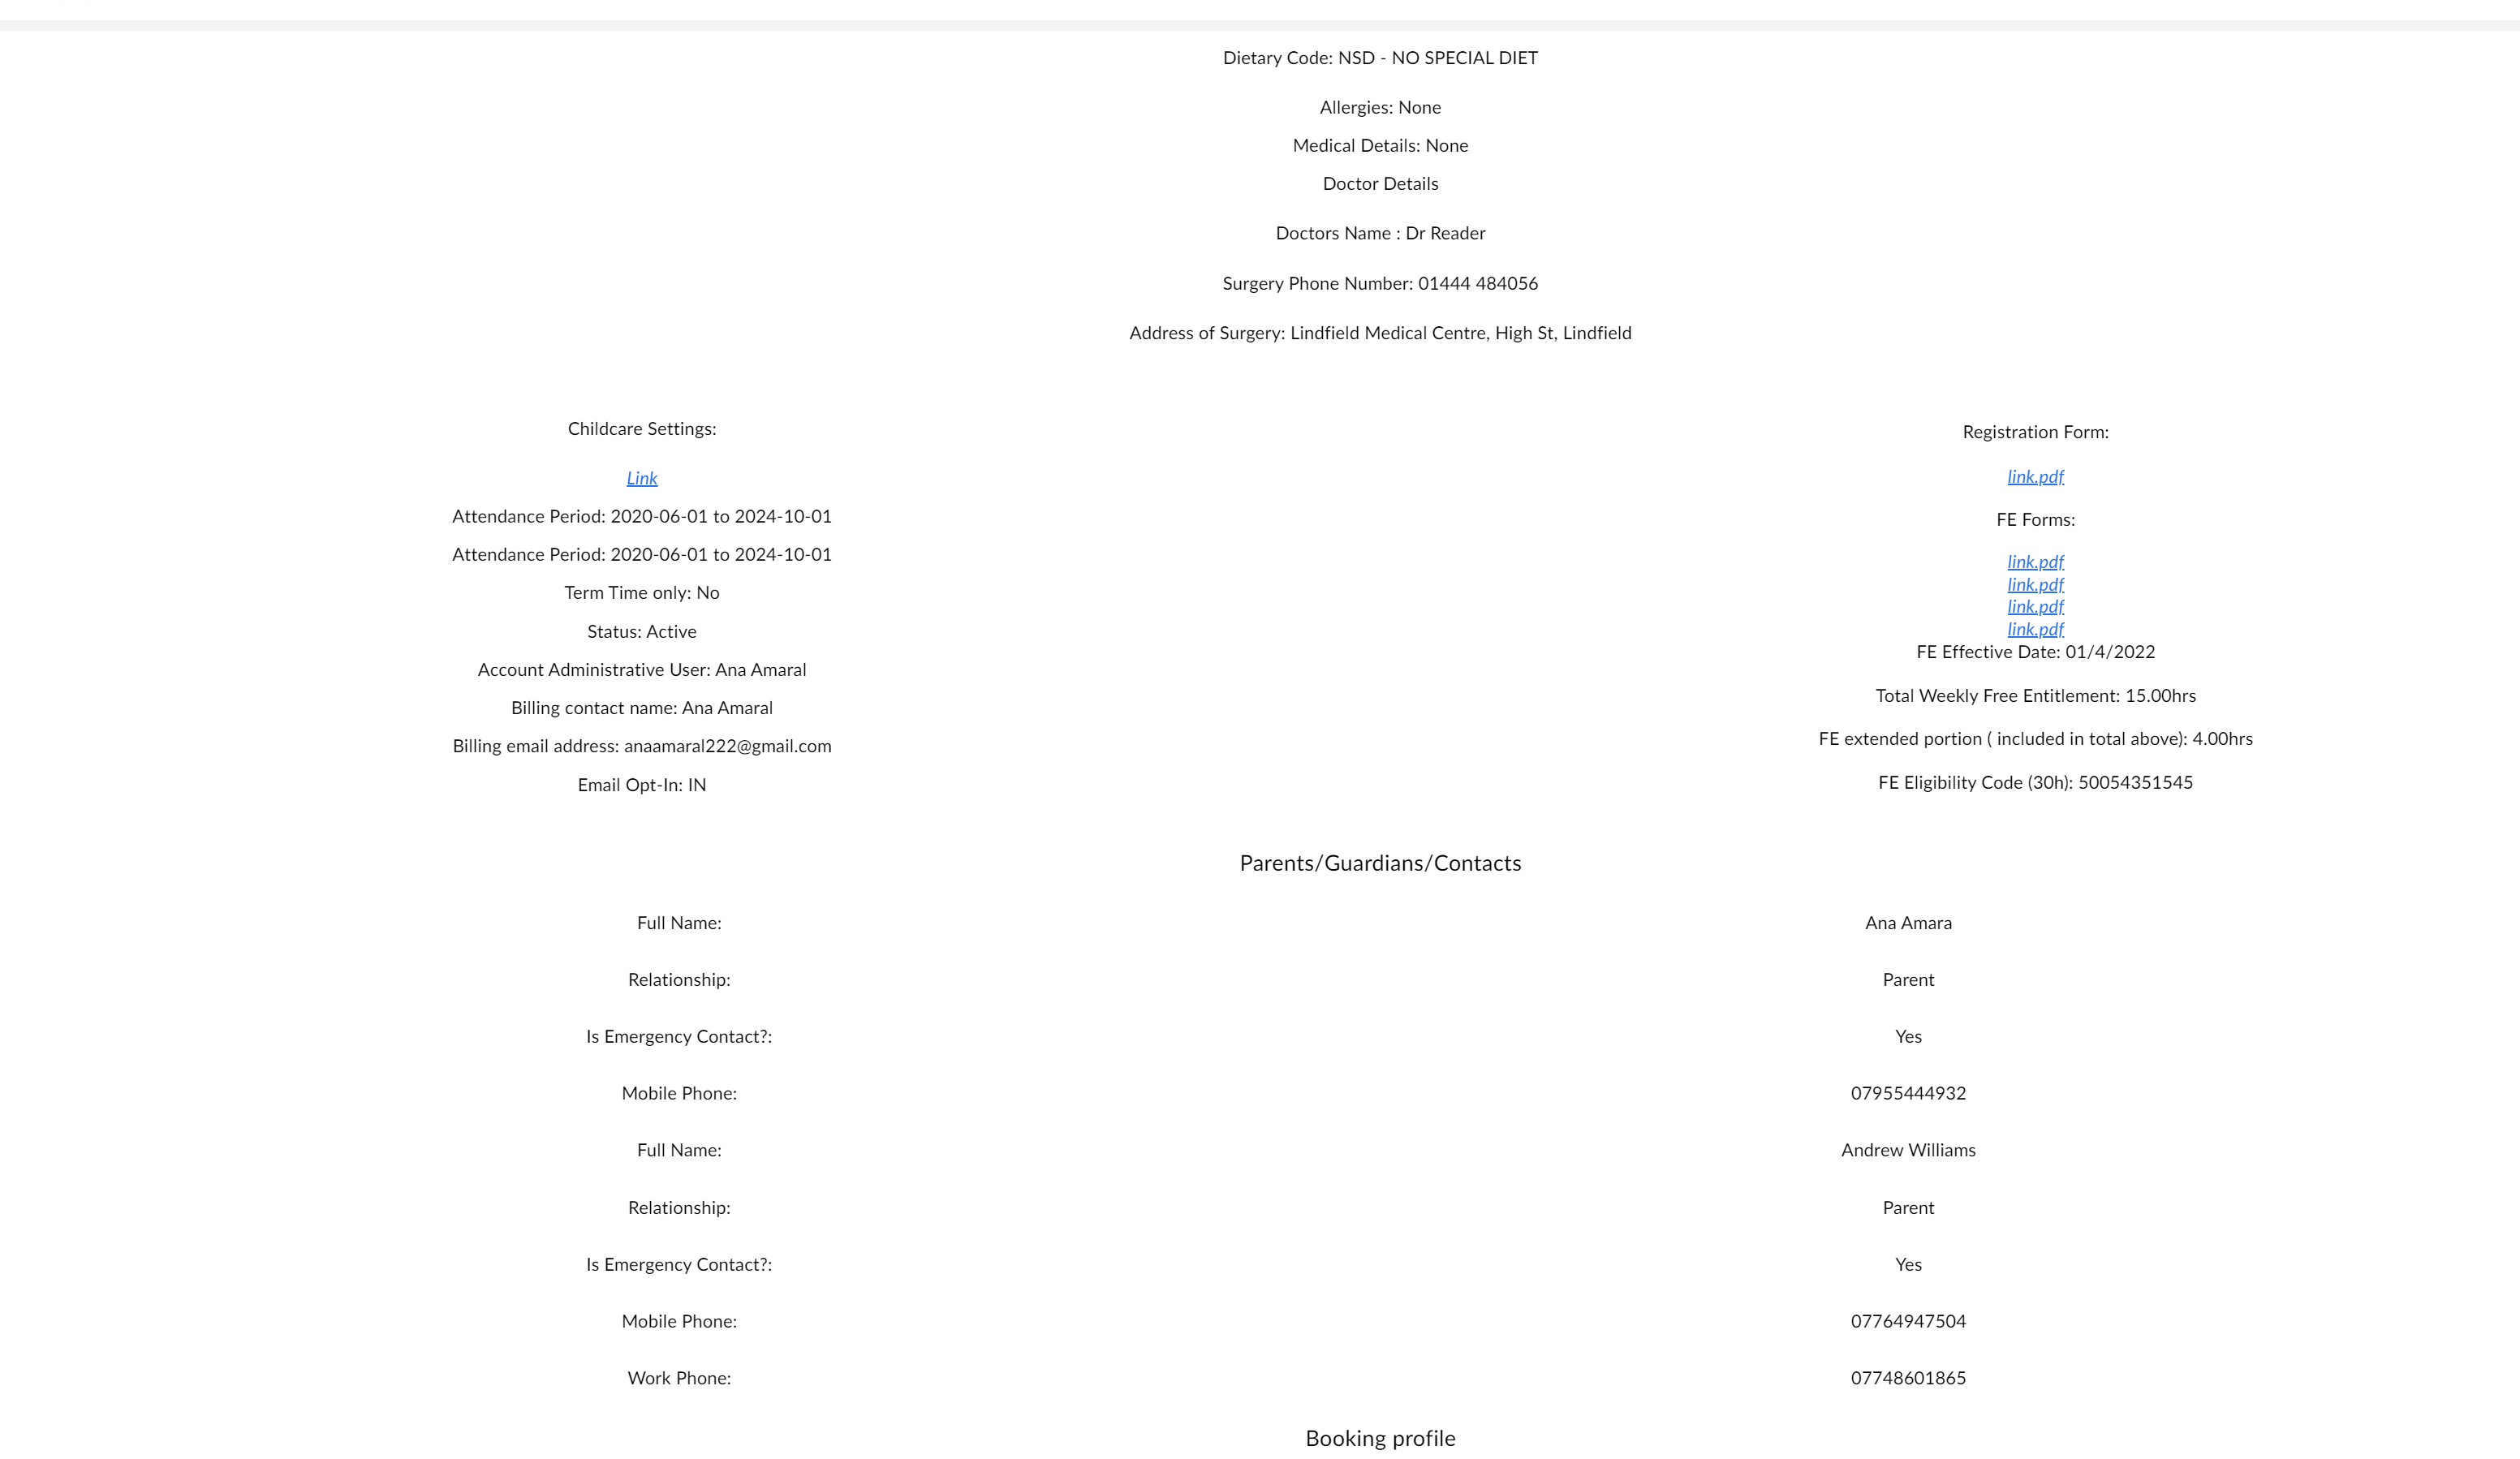 Dietary Code: NSD - NO SPECIAL DIET
Allergies: None
Medical Details: None
Doctor Details
Doctors Name : Dr Reader
Surgery Phone Number: 01444 484056
Address of Surgery: Lindfield Medical Centre, High St, Lindfield
Childcare Settings:
Link
Attendance Period: 2020-06-01 to 2024-10-01
Attendance Period: 2020-06-01 to 2024-10-01
Term Time only: No
Status: Active
Account Administrative User: Ana Amaral
Billing contact name: Ana Amaral
Billing email address: anaamaral222@gmail.com
Email Opt-In: IN
Registration Form:
link.pdf
FE Forms:
link.pdf
link.pdf
link.pdf
link.pdf
FE Effective Date: 01/4/2022
Total Weekly Free Entitlement: 15.00hrs
FE extended portion ( included in total above): 4.00hrs
FE Eligibility Code (30h): 50054351545
Parents/Guardians/Contacts
Full Name: Ana Amara
Relationship: Parent
Is Emergency Contact?: Yes
Mobile Phone: 07955444932
Full Name: Andrew Williams
Relationship: Parent
Is Emergency Contact?: Yes
Mobile Phone: 07764947504
Work Phone: 07748601865
Booking profile